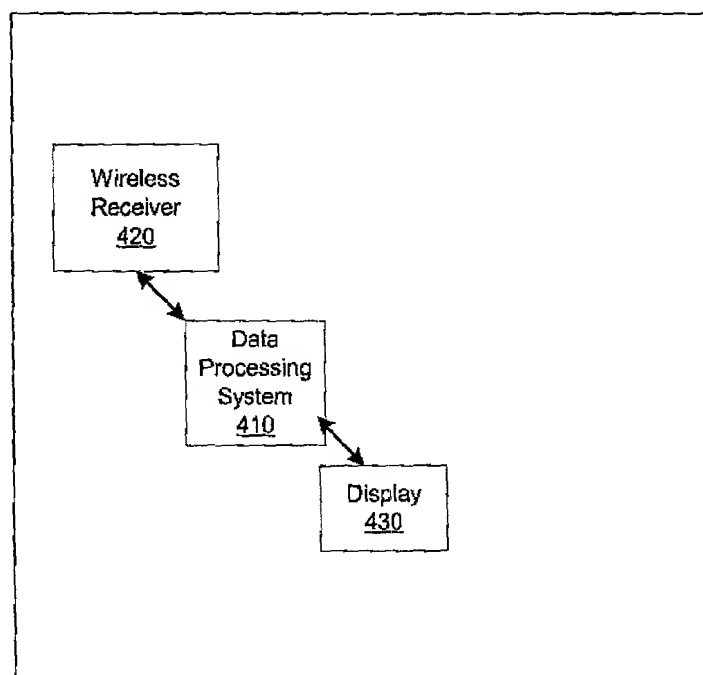 Wireless
Receiver
420
Data
Processing
System
410
Display
430